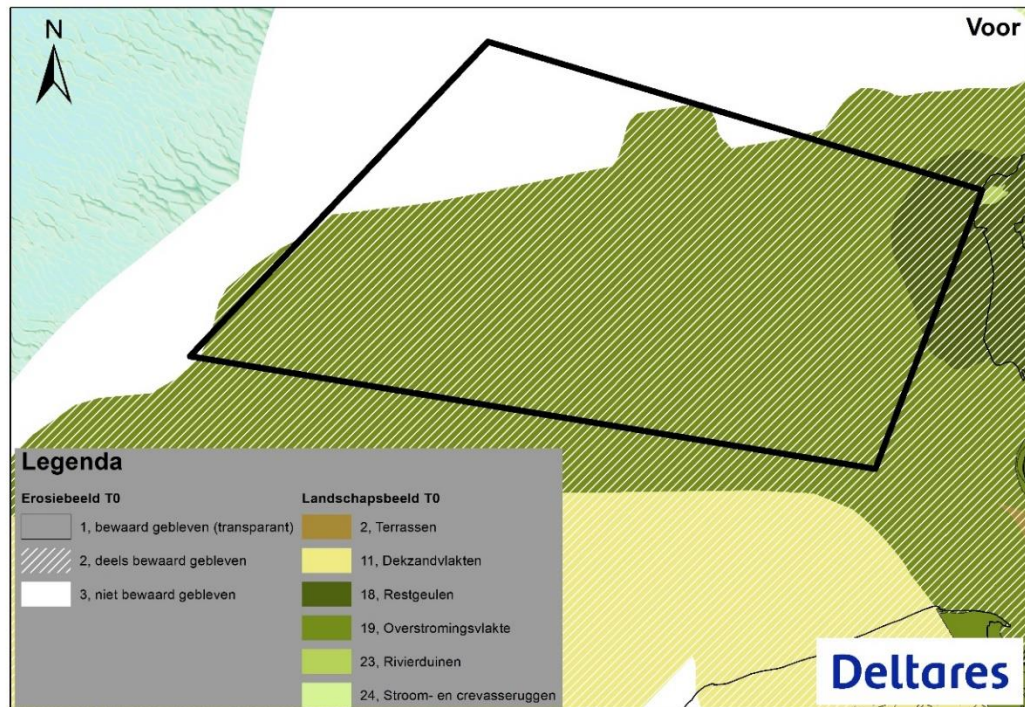 N
Voor
Legenda
Erosiebeeld T0
1, bewaard gebleven (transparant)
2, deels bewaard gebleven
3, niet bewaard gebleven
Landschapsbeeld T0
2, Terrassen
11, Dekzandvlakten
18, Restgeulen
19, Overstromingsvlakte
23, Rivierduinen
24, Stroom- en crevasseruggen
Deltares